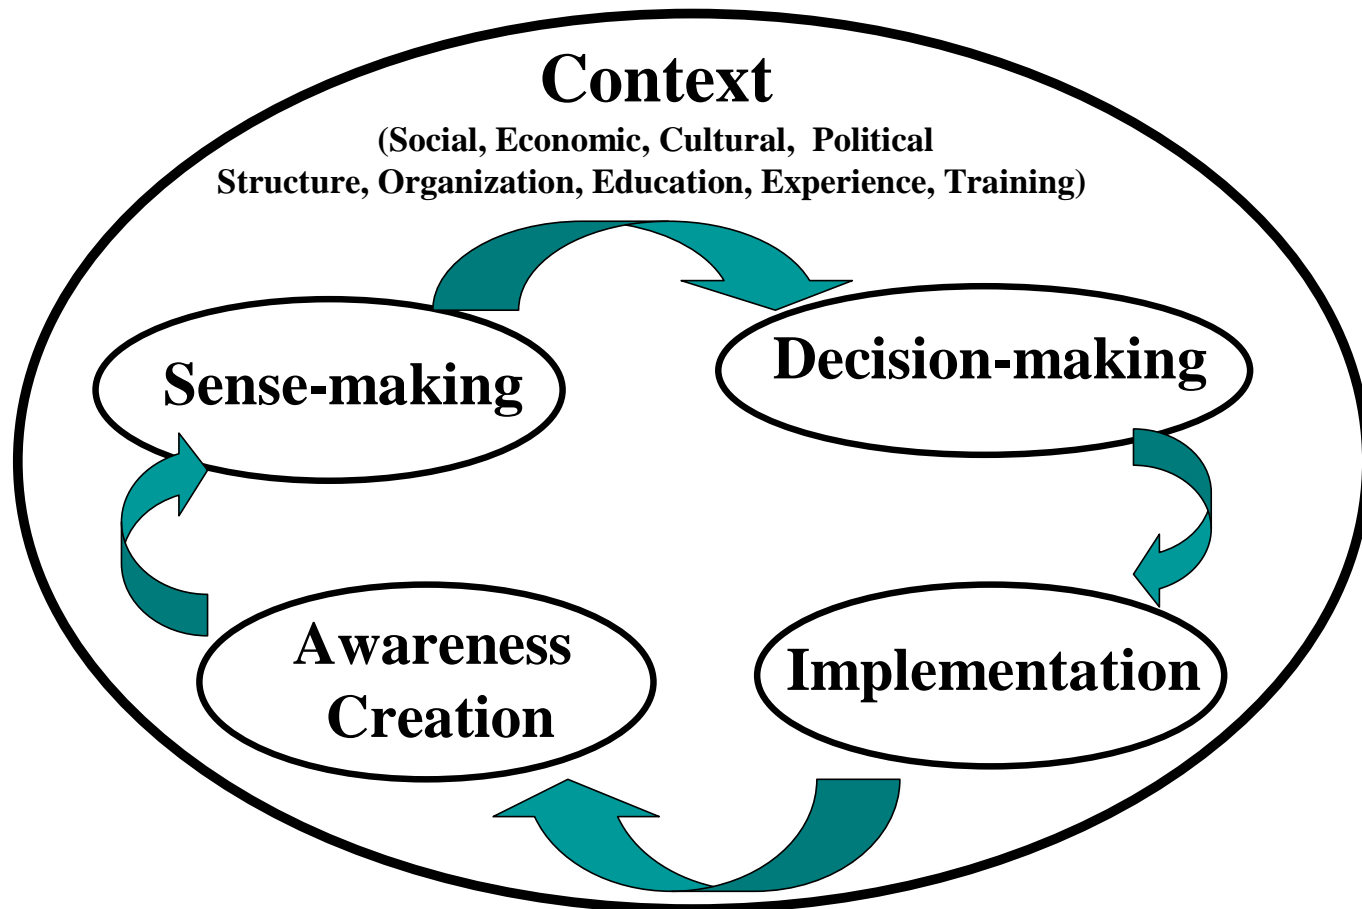 Context
(Social, Economic, Cultural,  Political
Structure, Organization, Education, Experience, Training)
Sense-making
Decision-making
Awareness
Creation
Implementation